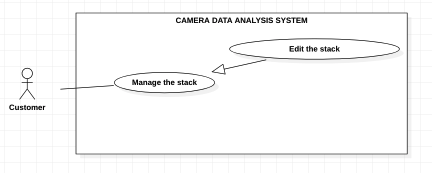 CAMERA DATA ANALYSIS SYSTEM
Edit the stack
Manage the stack
Customer